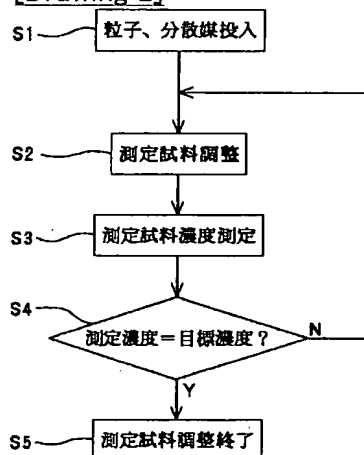 S1 粒子、分散媒投入
S2 測定試料調整
S3 測定試料濃度測定
S4 測定濃度=目標濃度? N
Y
S5 測定試料調整終了